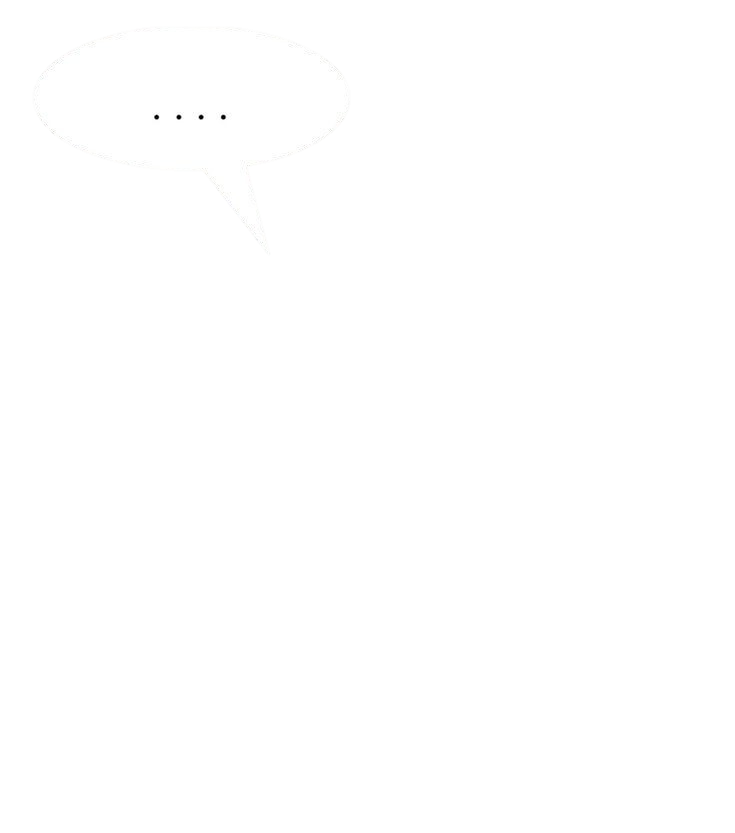 . . . .